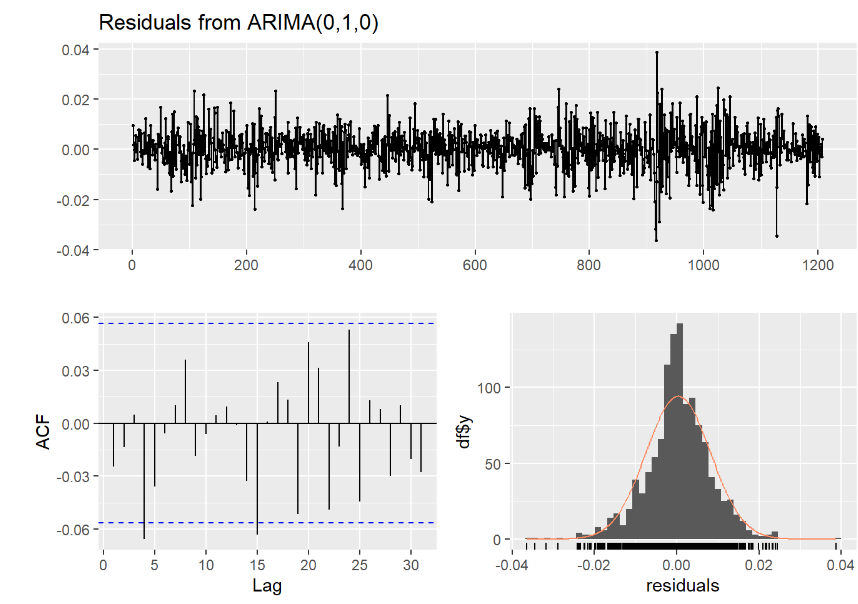 Residuals from ARIMA(0,1,0)
0.04
0.02
0.00
-0.02
-0.04
0 200 400 600 800 1000 1200
ACF
0.06
0.03
0.00
-0.03
-0.06
0 5 10 15 20 25 30
Lag
df$y
100
50
0
-0.04 -0.02 0.00 0.02 0.04
residuals